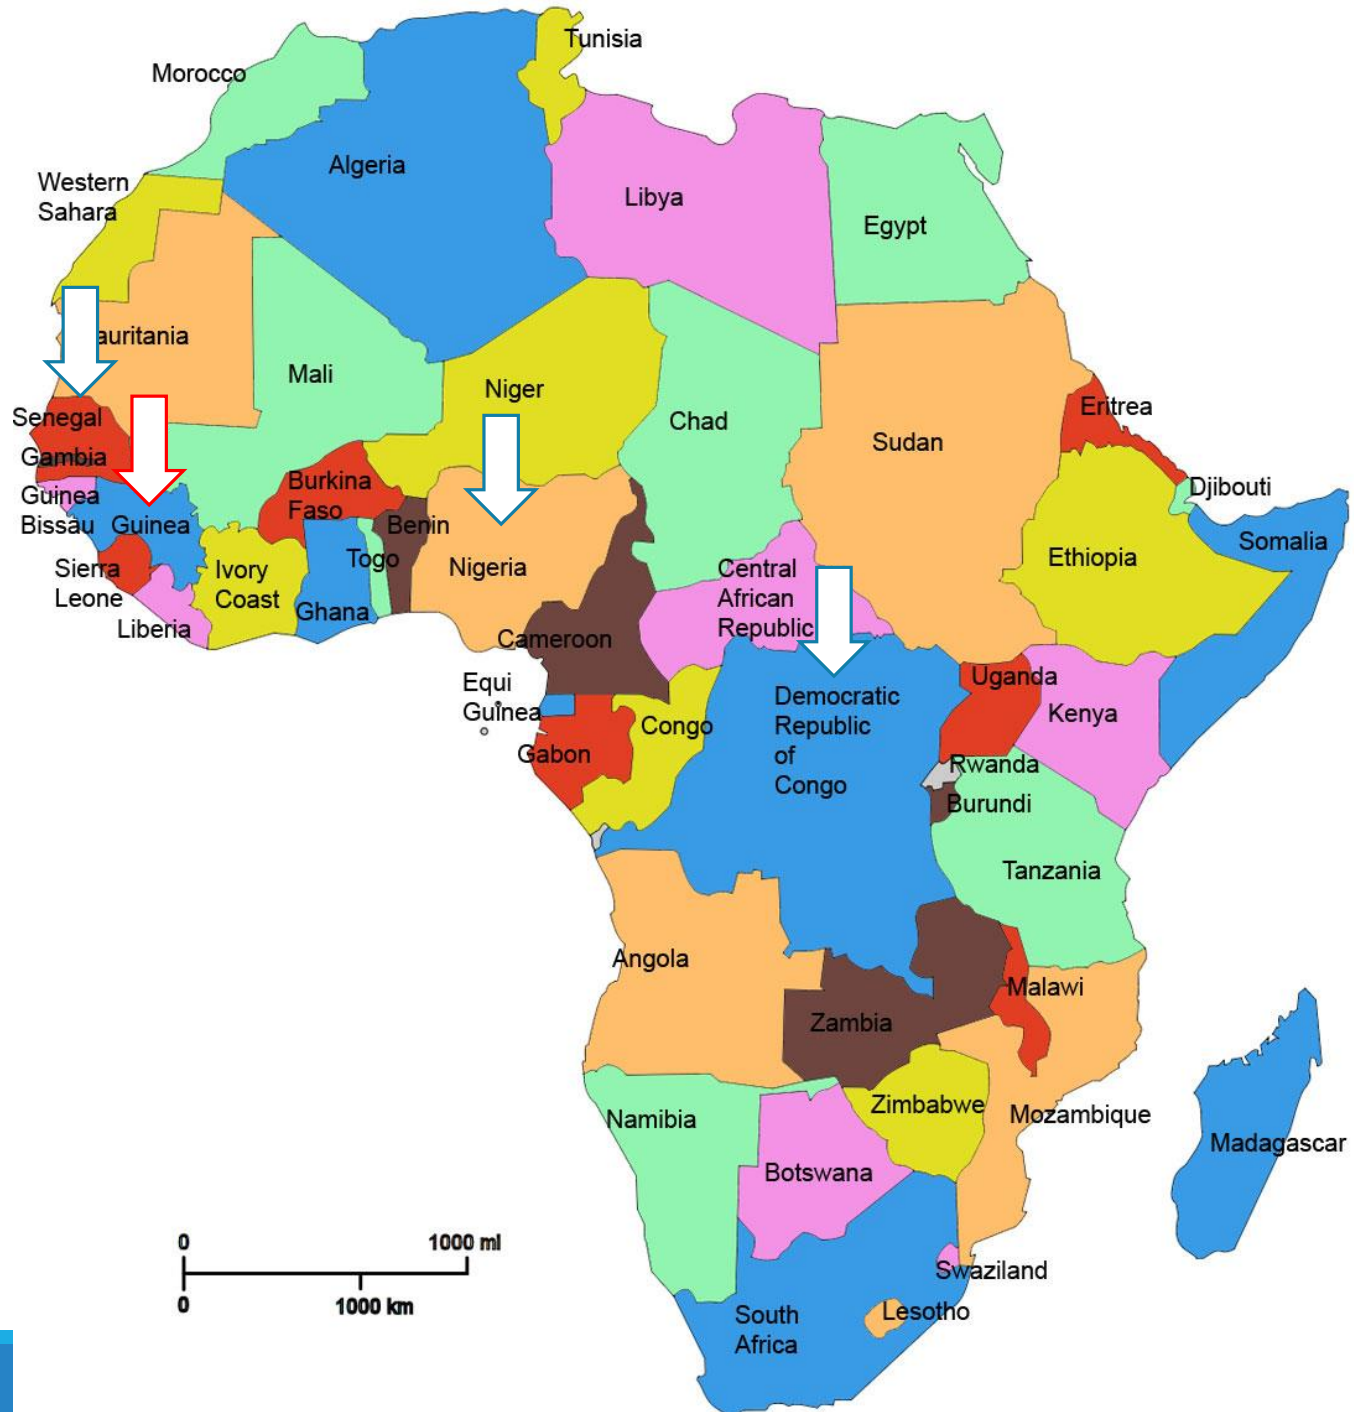 Tunisia
Morocco
Algeria
Western
Sahara
Libya
Egypt
auritania
Mali
Niger
Chad
Sudan
Eritrea
Senegal
Gambia
Guinea
Bissau
Guinea
Burkina
Faso
Benin
Togo
Nigeria
Djibouti
Somalia
Ethiopia
Sierra
Leone
Liberia
Ivory
Coast
Ghana
Central
African
Republic
Cameroon
Equi
Guinea
Gabon
Congo
Democratic
Republic
of
Congo
Uganda
Kenya
Rwanda
Burundi
Tanzania
Angola
Zambia
Malawi
Namibia
Zimbabwe
Mozambique
Madagascar
Botswana
Swaziland
South
Africa
Lesotho
0 1000 mi
0 1000 km